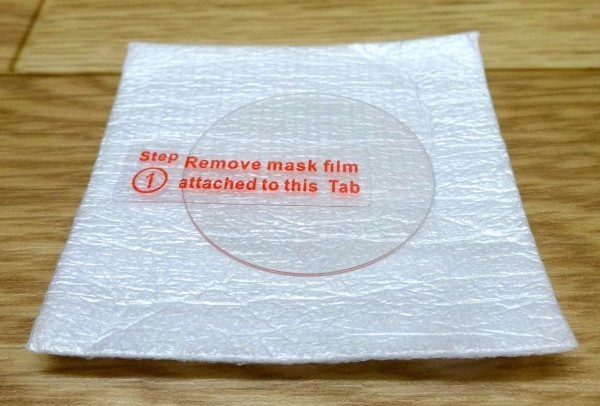 Step Remove mask film
① attached to this Tab